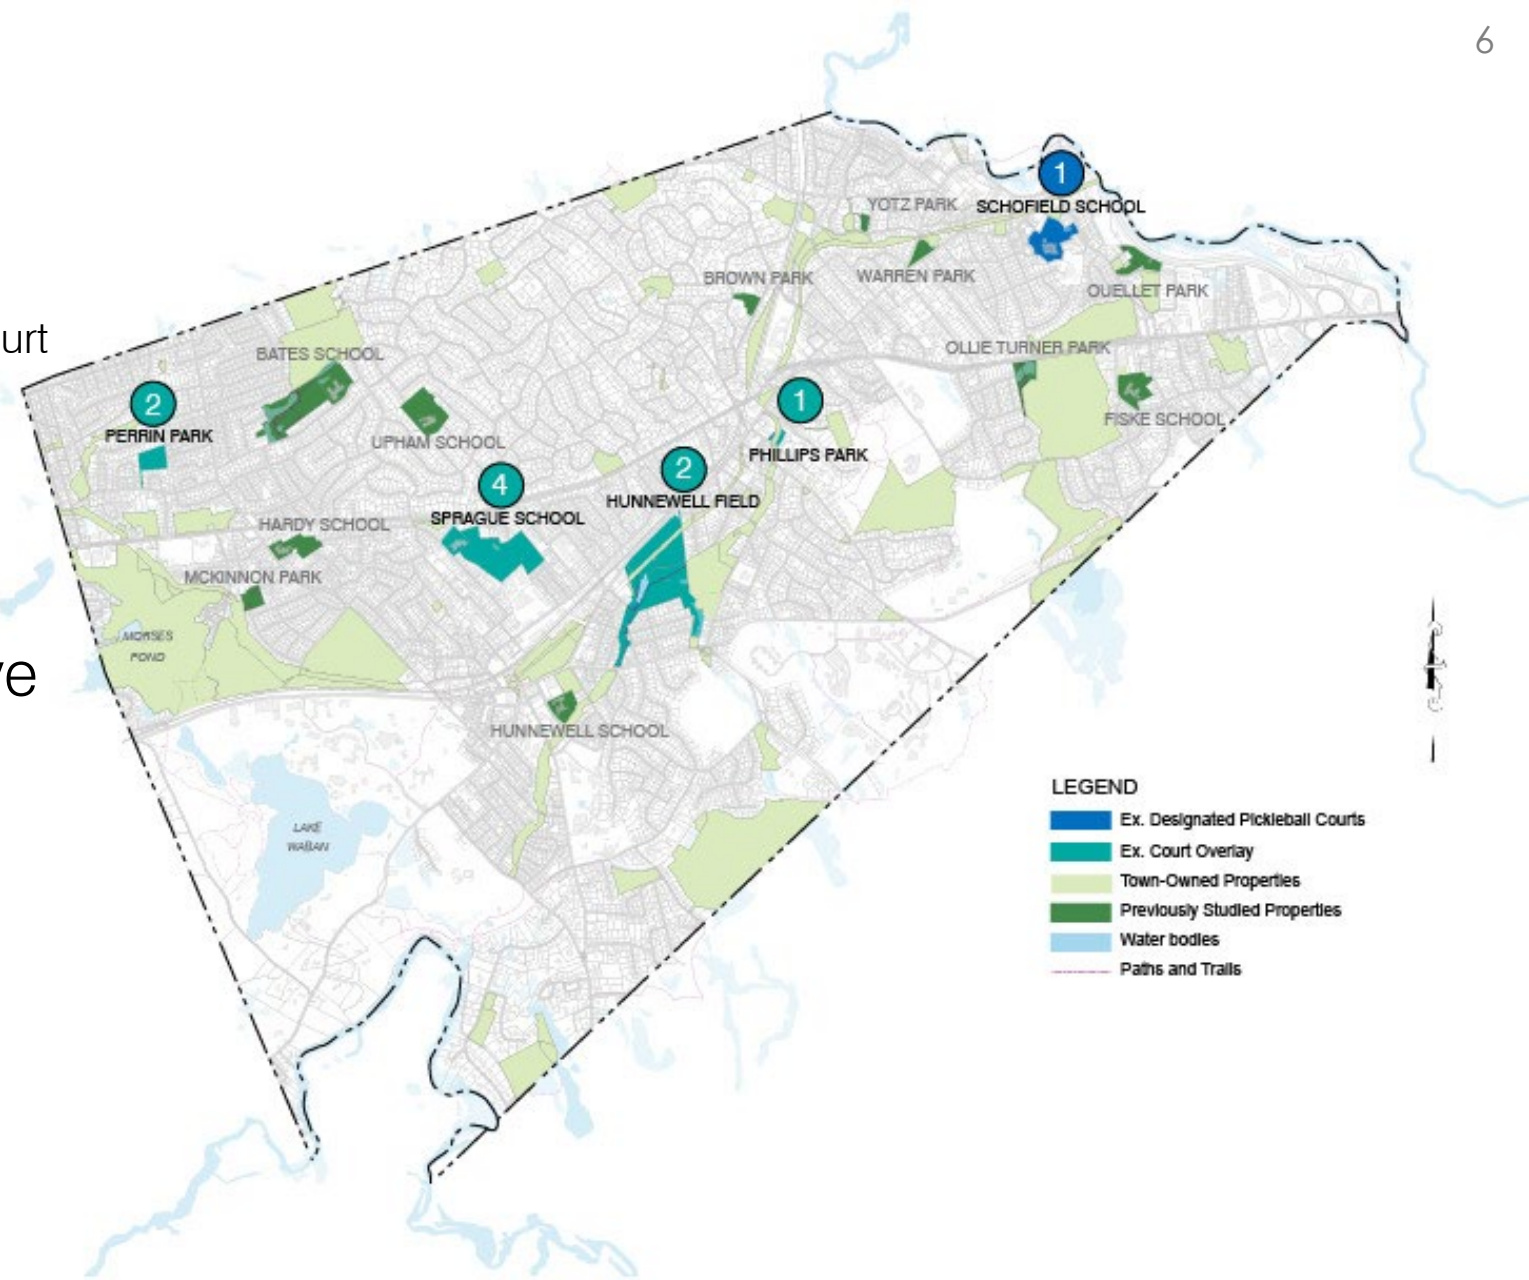 6
1
SCHOFIELD SCHOOL
YOTZ PARK
WARREN PARK
BROWN PARK
OUELLET PARK
urt
BATES SCHOOL
OLLIE TURNER PARK
2
PERRIN PARK
1
PHILLIPS PARK
FISKE SCHOOL
UPHAM SCHOOL
4
SPRAGUE SCHOOL
2
HUNNEWELL FIELD
HARDY SCHOOL
MCKINNON PARK
MORSES
POND
ve
HUNNEWELL SCHOOL
LAKE
WABAN
LEGEND
Ex. Designated Pickleball Courts
Ex. Court Overlay
Town-Owned Properties
Previously Studied Properties
Water bodies
Paths and Trails